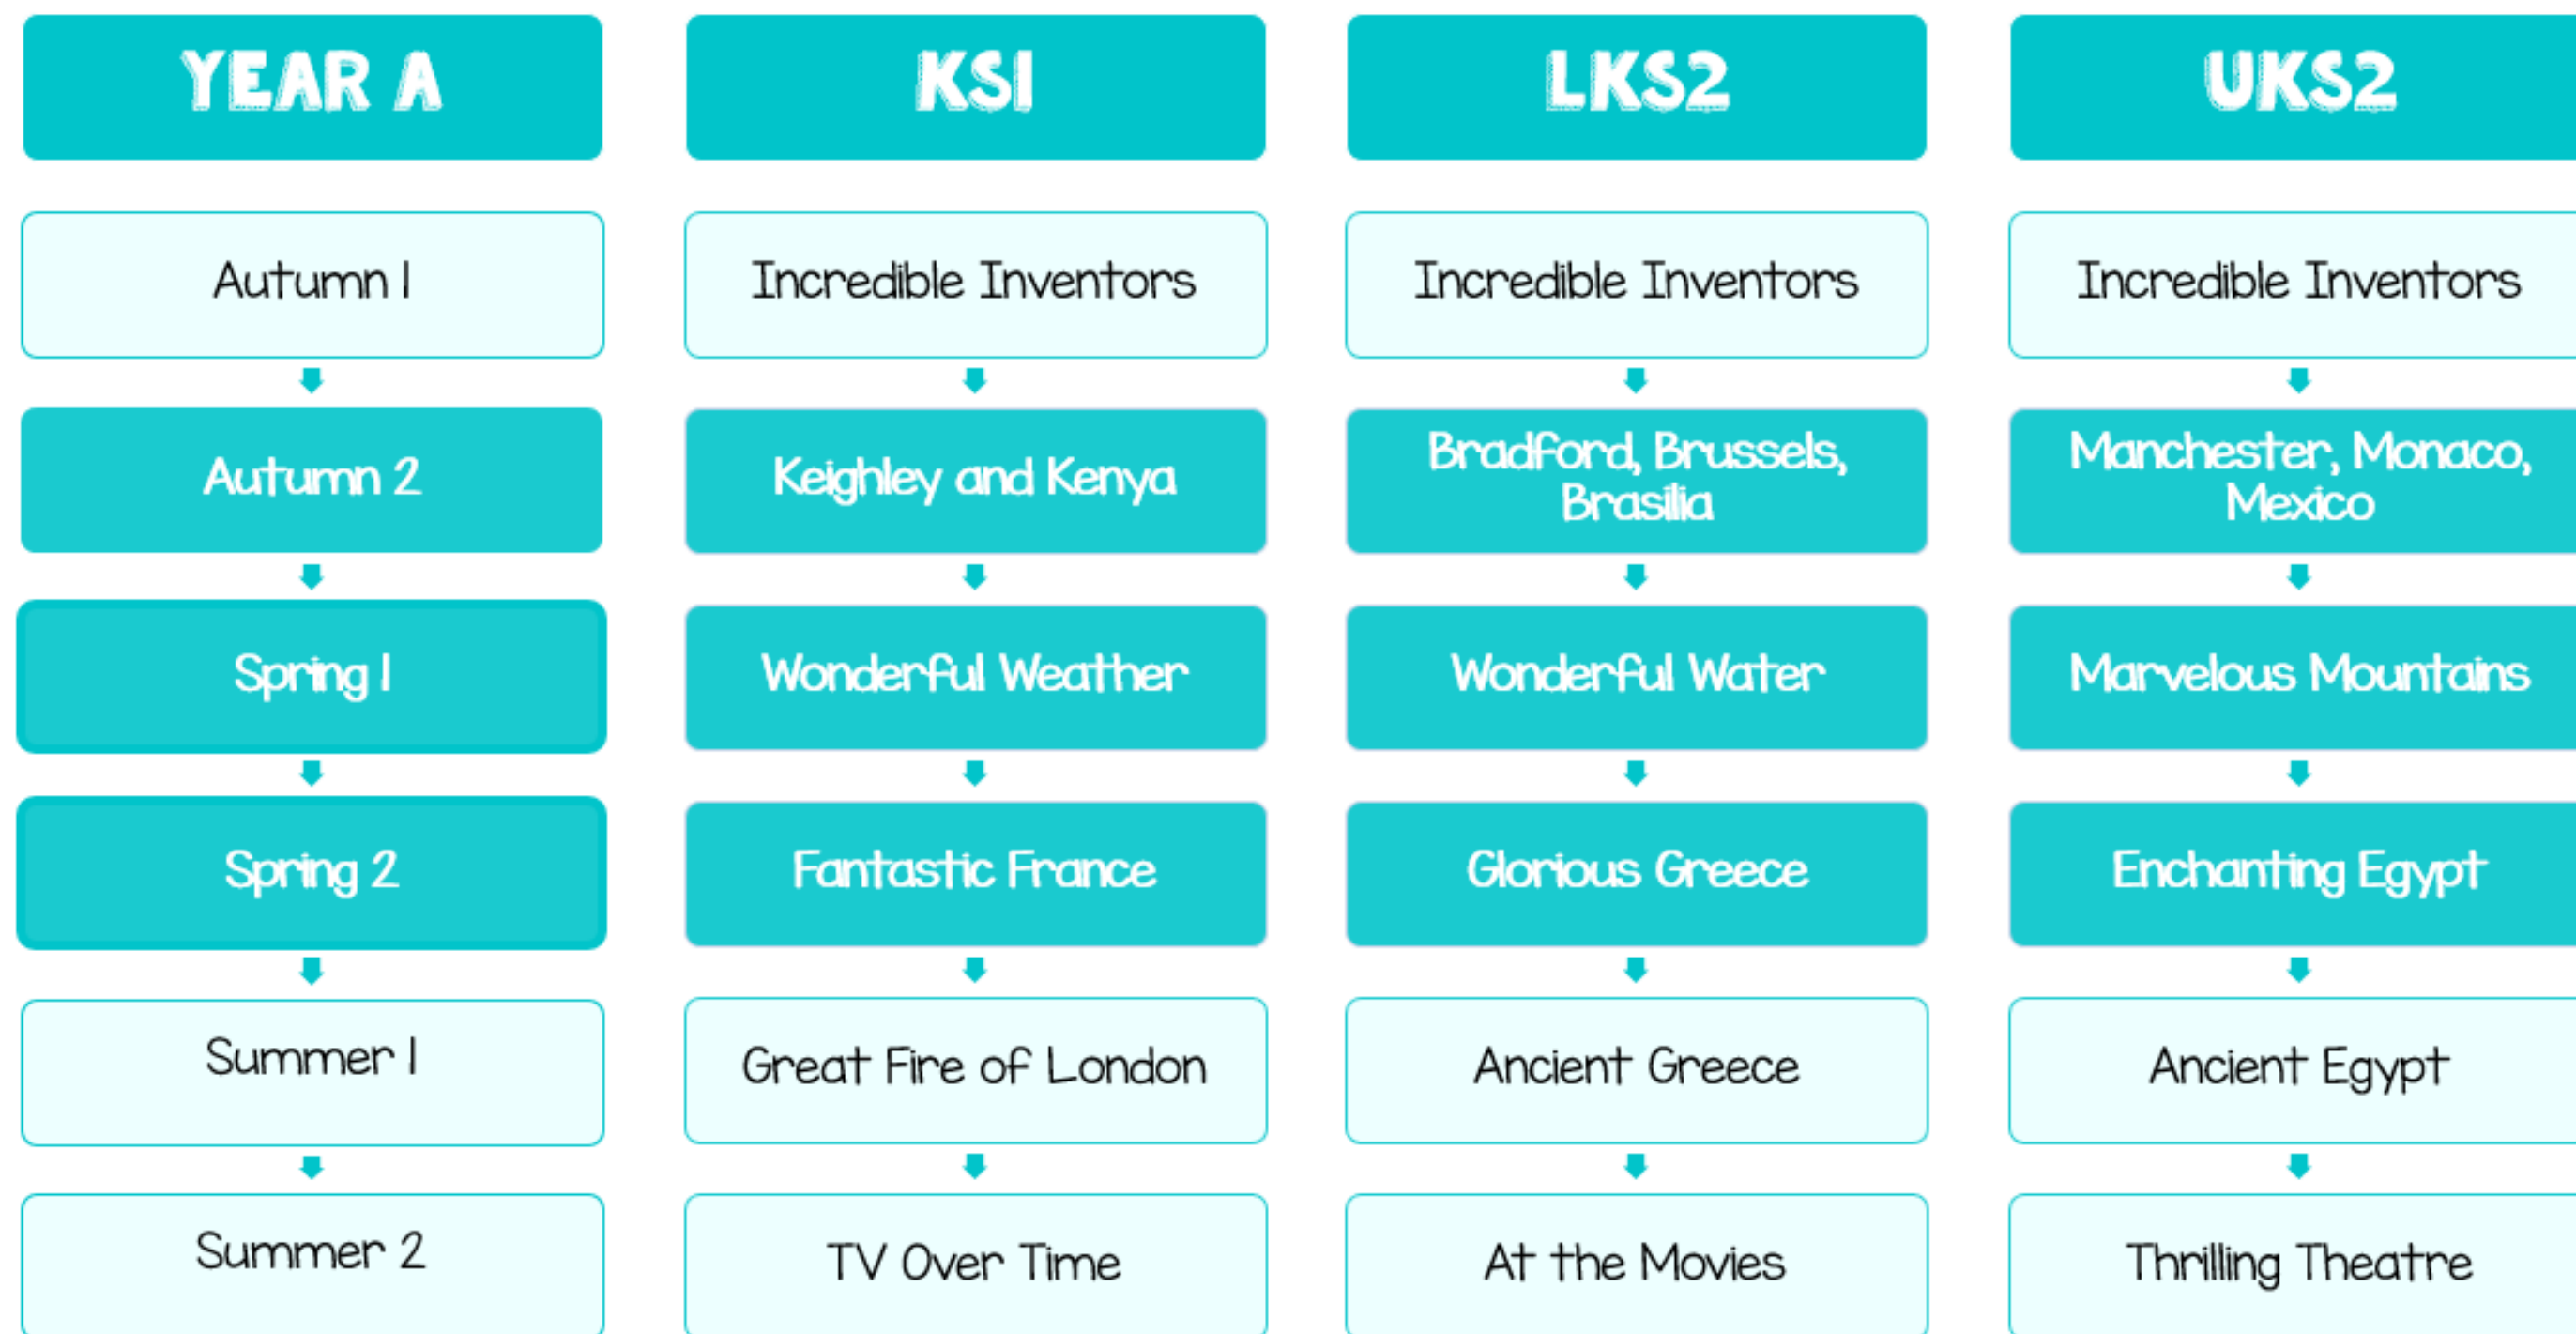 YEAR A
KS1
LKS2
UKS2
Autumn 1
Incredible Inventors
Incredible Inventors
Incredible Inventors
Autumn 2
Keighley and Kenya
Bradford, Brussels,
Brasilia
Manchester, Monaco,
Mexico
Spring 1
Wonderful Weather
Wonderful Water
Marvelous Mountains
Spring 2
Fantastic France
Glorious Greece
Enchanting Egypt
Summer 1
Great Fire of London
Ancient Greece
Ancient Egypt
Summer 2
TV Over Time
At the Movies
Thrilling Theatre